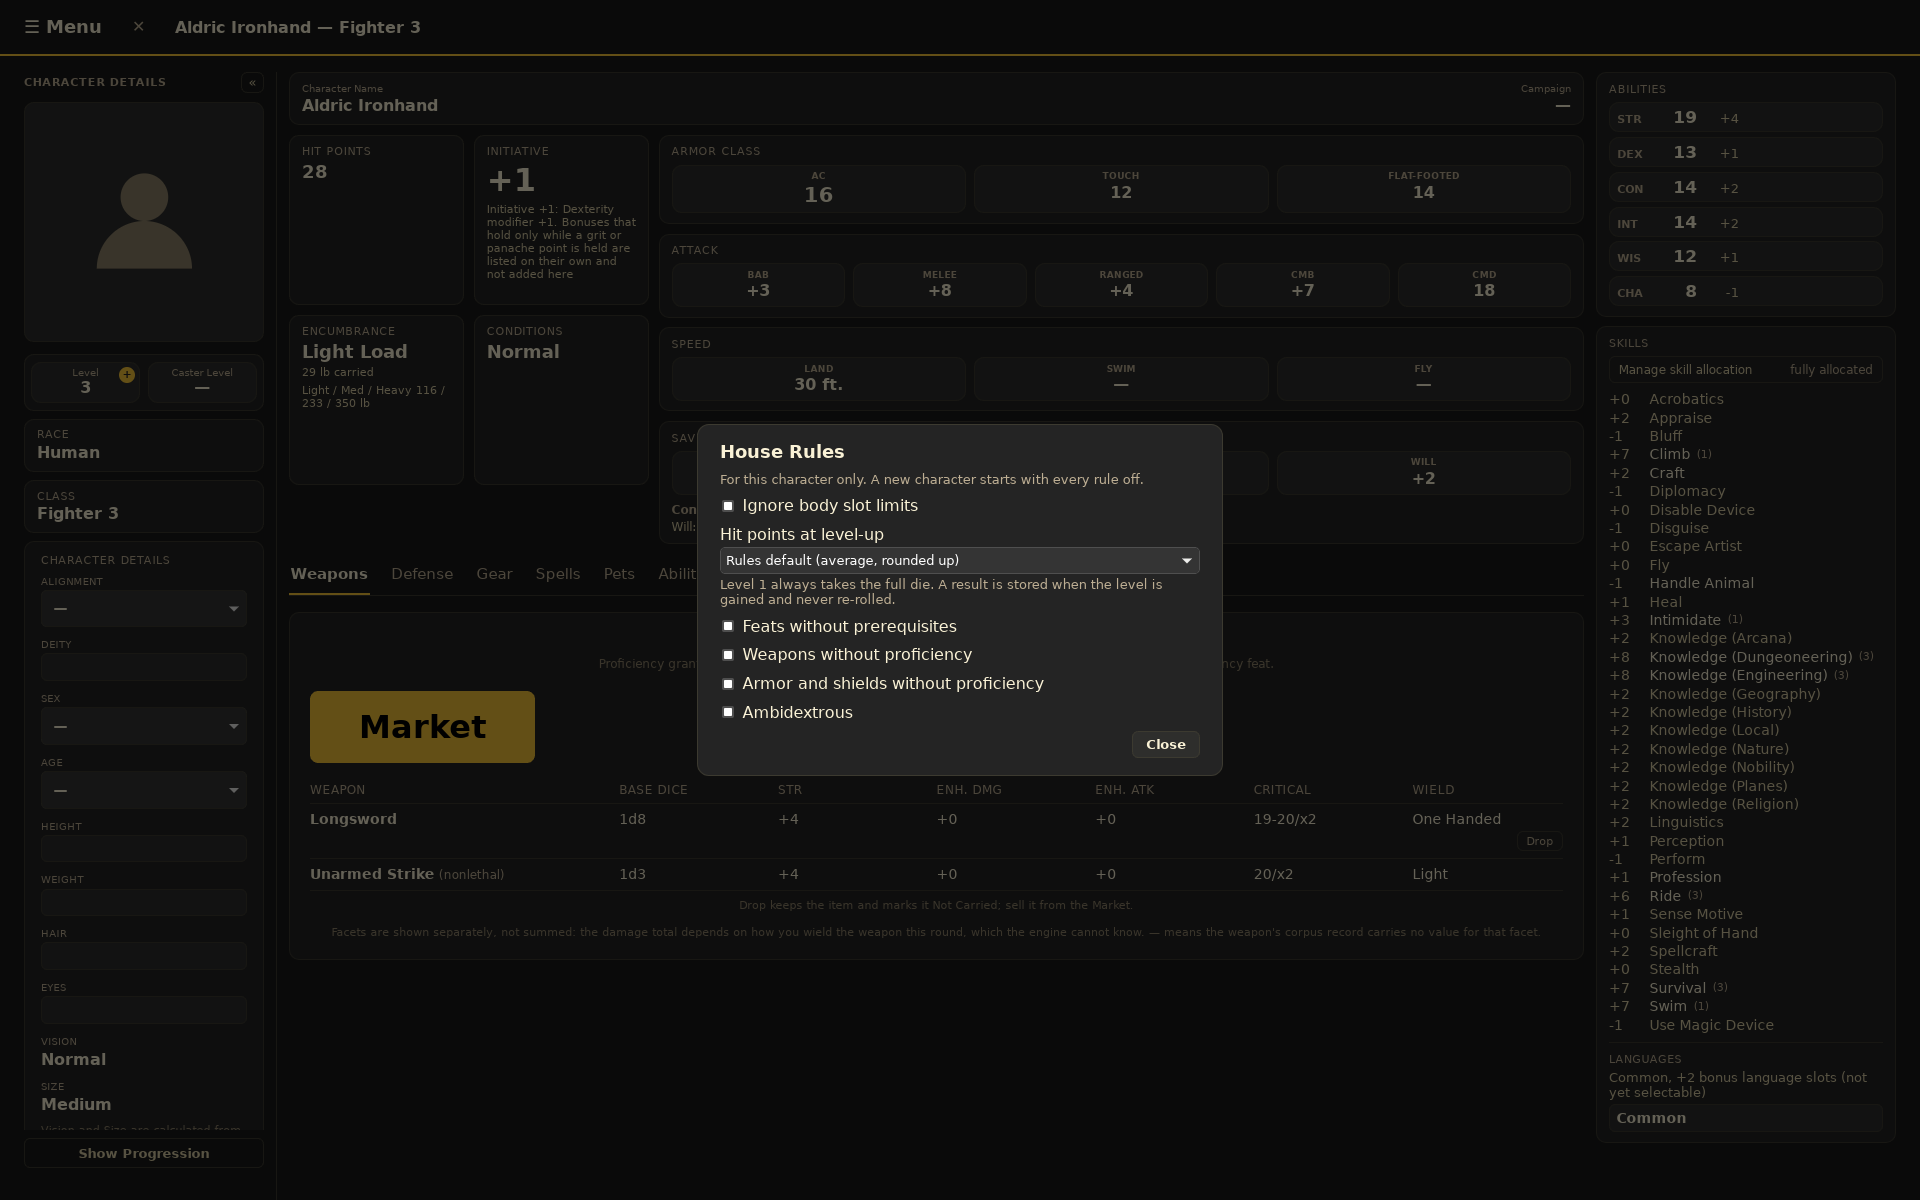 ☰ Menu
✕
Aldric Ironhand — Fighter 3
CHARACTER DETAILS
«
Level
3
+
Caster Level
—
RACE
Human
CLASS
Fighter 3
CHARACTER DETAILS
ALIGNMENT
—
DEITY
SEX
—
AGE
—
HEIGHT
WEIGHT
HAIR
EYES
VISION
Normal
SIZE
Medium
Vision and Size are calculated from
Show Progression
Character Name
Aldric Ironhand
Campaign
—
HIT POINTS
28
INITIATIVE
+1
Initiative +1: Dexterity
modifier +1. Bonuses that
hold only while a grit or
panache point is held are
listed on their own and
not added here
ENCUMBRANCE
Light Load
29 lb carried
Light / Med / Heavy 116 /
233 / 350 lb
CONDITIONS
Normal
ARMOR CLASS
AC
16
TOUCH
12
FLAT-FOOTED
14
ATTACK
BAB
+3
MELEE
+8
RANGED
+4
CMB
+7
CMD
18
SPEED
LAND
30 ft.
SWIM
—
FLY
—
SAV
WILL
+2
Con
Will:
Weapons
Defense
Gear
Spells
Pets
Abilit
Proficiency gran
ncy feat.
Market
WEAPON BASE DICE STR ENH. DMG ENH. ATK CRITICAL WIELD
Longsword 1d8 +4 +0 +0 19-20/x2 One Handed
Drop
Unarmed Strike (nonlethal) 1d3 +4 +0 +0 20/x2 Light
Drop keeps the item and marks it Not Carried; sell it from the Market.
Facets are shown separately, not summed: the damage total depends on how you wield the weapon this round, which the engine cannot know. — means the weapon's corpus record carries no value for that facet.
House Rules
For this character only. A new character starts with every rule off.
Ignore body slot limits
Hit points at level-up
Rules default (average, rounded up)
Level 1 always takes the full die. A result is stored when the level is
gained and never re-rolled.
Feats without prerequisites
Weapons without proficiency
Armor and shields without proficiency
Ambidextrous
Close
ABILITIES
STR 19 +4
DEX 13 +1
CON 14 +2
INT 14 +2
WIS 12 +1
CHA 8 -1
SKILLS
Manage skill allocation fully allocated
+0 Acrobatics
+2 Appraise
-1 Bluff
+7 Climb (1)
+2 Craft
-1 Diplomacy
+0 Disable Device
-1 Disguise
+0 Escape Artist
+0 Fly
-1 Handle Animal
+1 Heal
+3 Intimidate (1)
+2 Knowledge (Arcana)
+8 Knowledge (Dungeoneering) (3)
+8 Knowledge (Engineering) (3)
+2 Knowledge (Geography)
+2 Knowledge (History)
+2 Knowledge (Local)
+2 Knowledge (Nature)
+2 Knowledge (Nobility)
+2 Knowledge (Planes)
+2 Knowledge (Religion)
+2 Linguistics
+1 Perception
-1 Perform
+1 Profession
+6 Ride (3)
+1 Sense Motive
+0 Sleight of Hand
+2 Spellcraft
+0 Stealth
+7 Survival (3)
+7 Swim (1)
-1 Use Magic Device
LANGUAGES
Common, +2 bonus language slots (not
yet selectable)
Common